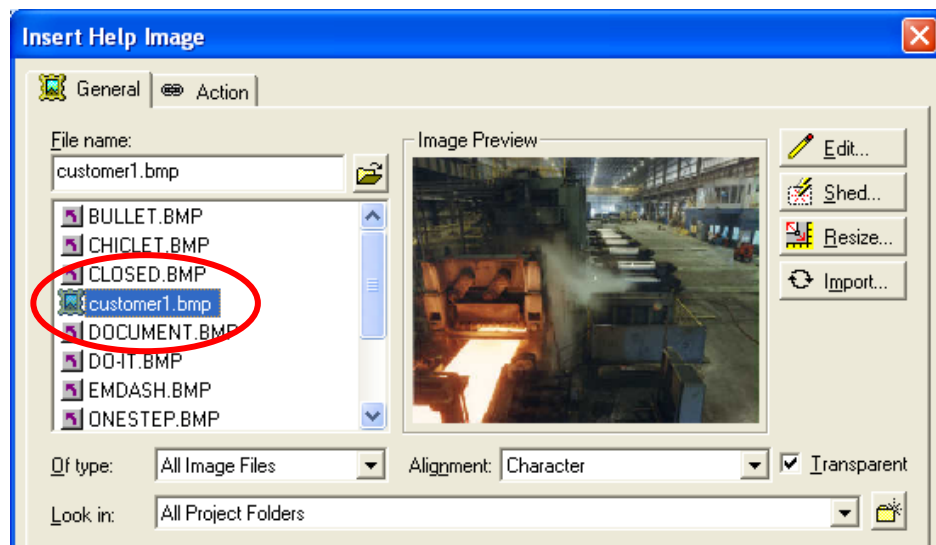 Insert Help Image
General
Action
File name:
customer1.bmp
BULLET.BMP
CHICLET.BMP
CLOSED.BMP
customer1.bmp
DOCUMENT.BMP
DO-IT.BMP
EMDASH.BMP
ONESTEP.BMP
Image Preview
Edit...
Shed...
Resize...
Import...
Of type: All Image Files
Alignment: Character
Transparent
Look in: All Project Folders